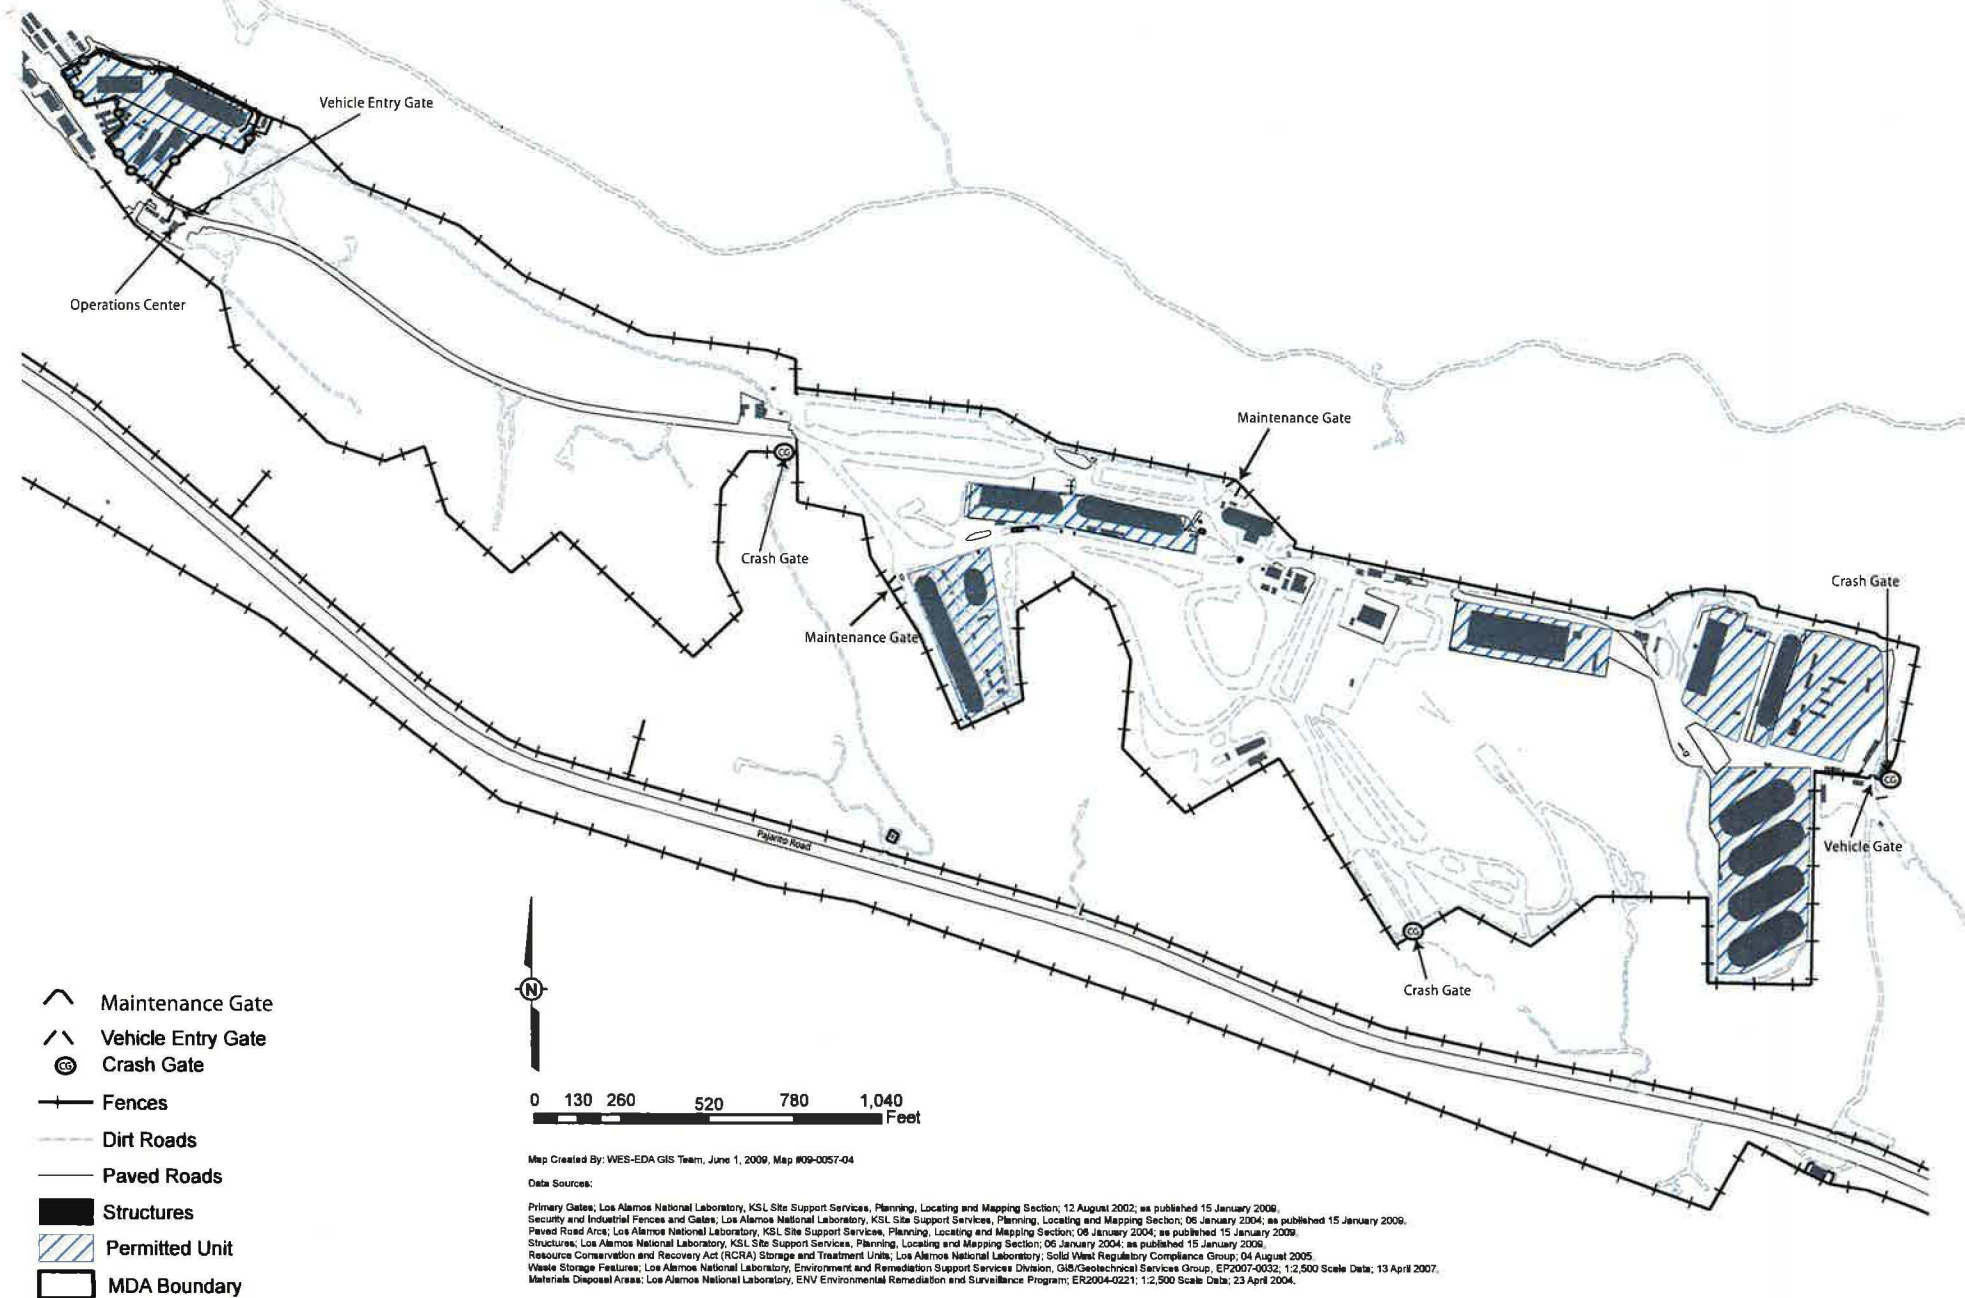 Vehicle Entry Gate
Operations Center
Maintenance Gate
CG
Crash Gate
Crash Gate
Maintenance Gate
CG
Vehicle Gate
Pajarito Road
CG
Crash Gate
N
Maintenance Gate
Vehicle Entry Gate
CG Crash Gate
Fences
Dirt Roads
Paved Roads
Structures
Permitted Unit
MDA Boundary
0 130 260 520 780 1,040
Feet
Map Created By: WES-EDA GIS Team, June 1, 2009, Map #09-0057-04
Data Sources:
Primary Gates; Los Alamos National Laboratory, KSL Site Support Services, Planning, Locating and Mapping Section; 12 August 2002; as published 15 January 2009.
Security and Industrial Fences and Gates; Los Alamos National Laboratory, KSL Site Support Services, Planning, Locating and Mapping Section; 06 January 2004; as published 15 January 2009.
Paved Road Arcs; Los Alamos National Laboratory, KSL Site Support Services, Planning, Locating and Mapping Section; 06 January 2004; as published 15 January 2009.
Structures; Los Alamos National Laboratory, KSL Site Support Services, Planning, Locating and Mapping Section; 06 January 2004; as published 15 January 2009.
Resource Conservation and Recovery Act (RCRA) Storage and Treatment Units; Los Alamos National Laboratory; Solid Wast Regulatory Compliance Group; 04 August 2005.
Waste Storage Features; Los Alamos National Laboratory, Environment and Remediation Support Services Division, GIS/Geotechnical Services Group, EP2007-0032; 1:2,500 Scale Data; 13 April 2007.
Materials Disposal Areas; Los Alamos National Laboratory, ENV Environmental Remediation and Surveillance Program; ER2004-0221; 1:2,500 Scale Data; 23 April 2004.